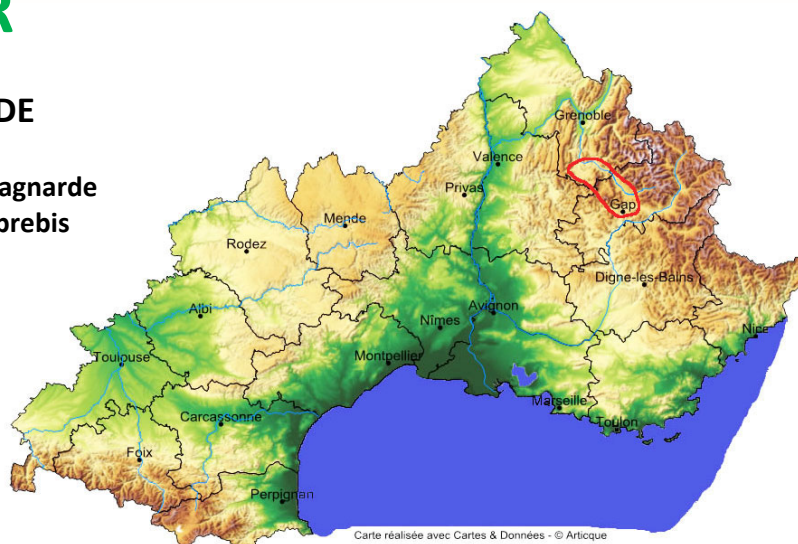 R
DE
agnarde
prebis
Grenoble
Valence
Privas
Gap
Mende
Rodez
Digne-les-Bains
Albi
Avignon
Nîmes
Nice
Toulouse
Montpellier
Marseille
Carcassonne
Toulon
Foix
Perpignan
Carte réalisée avec Cartes & Données - © Articque